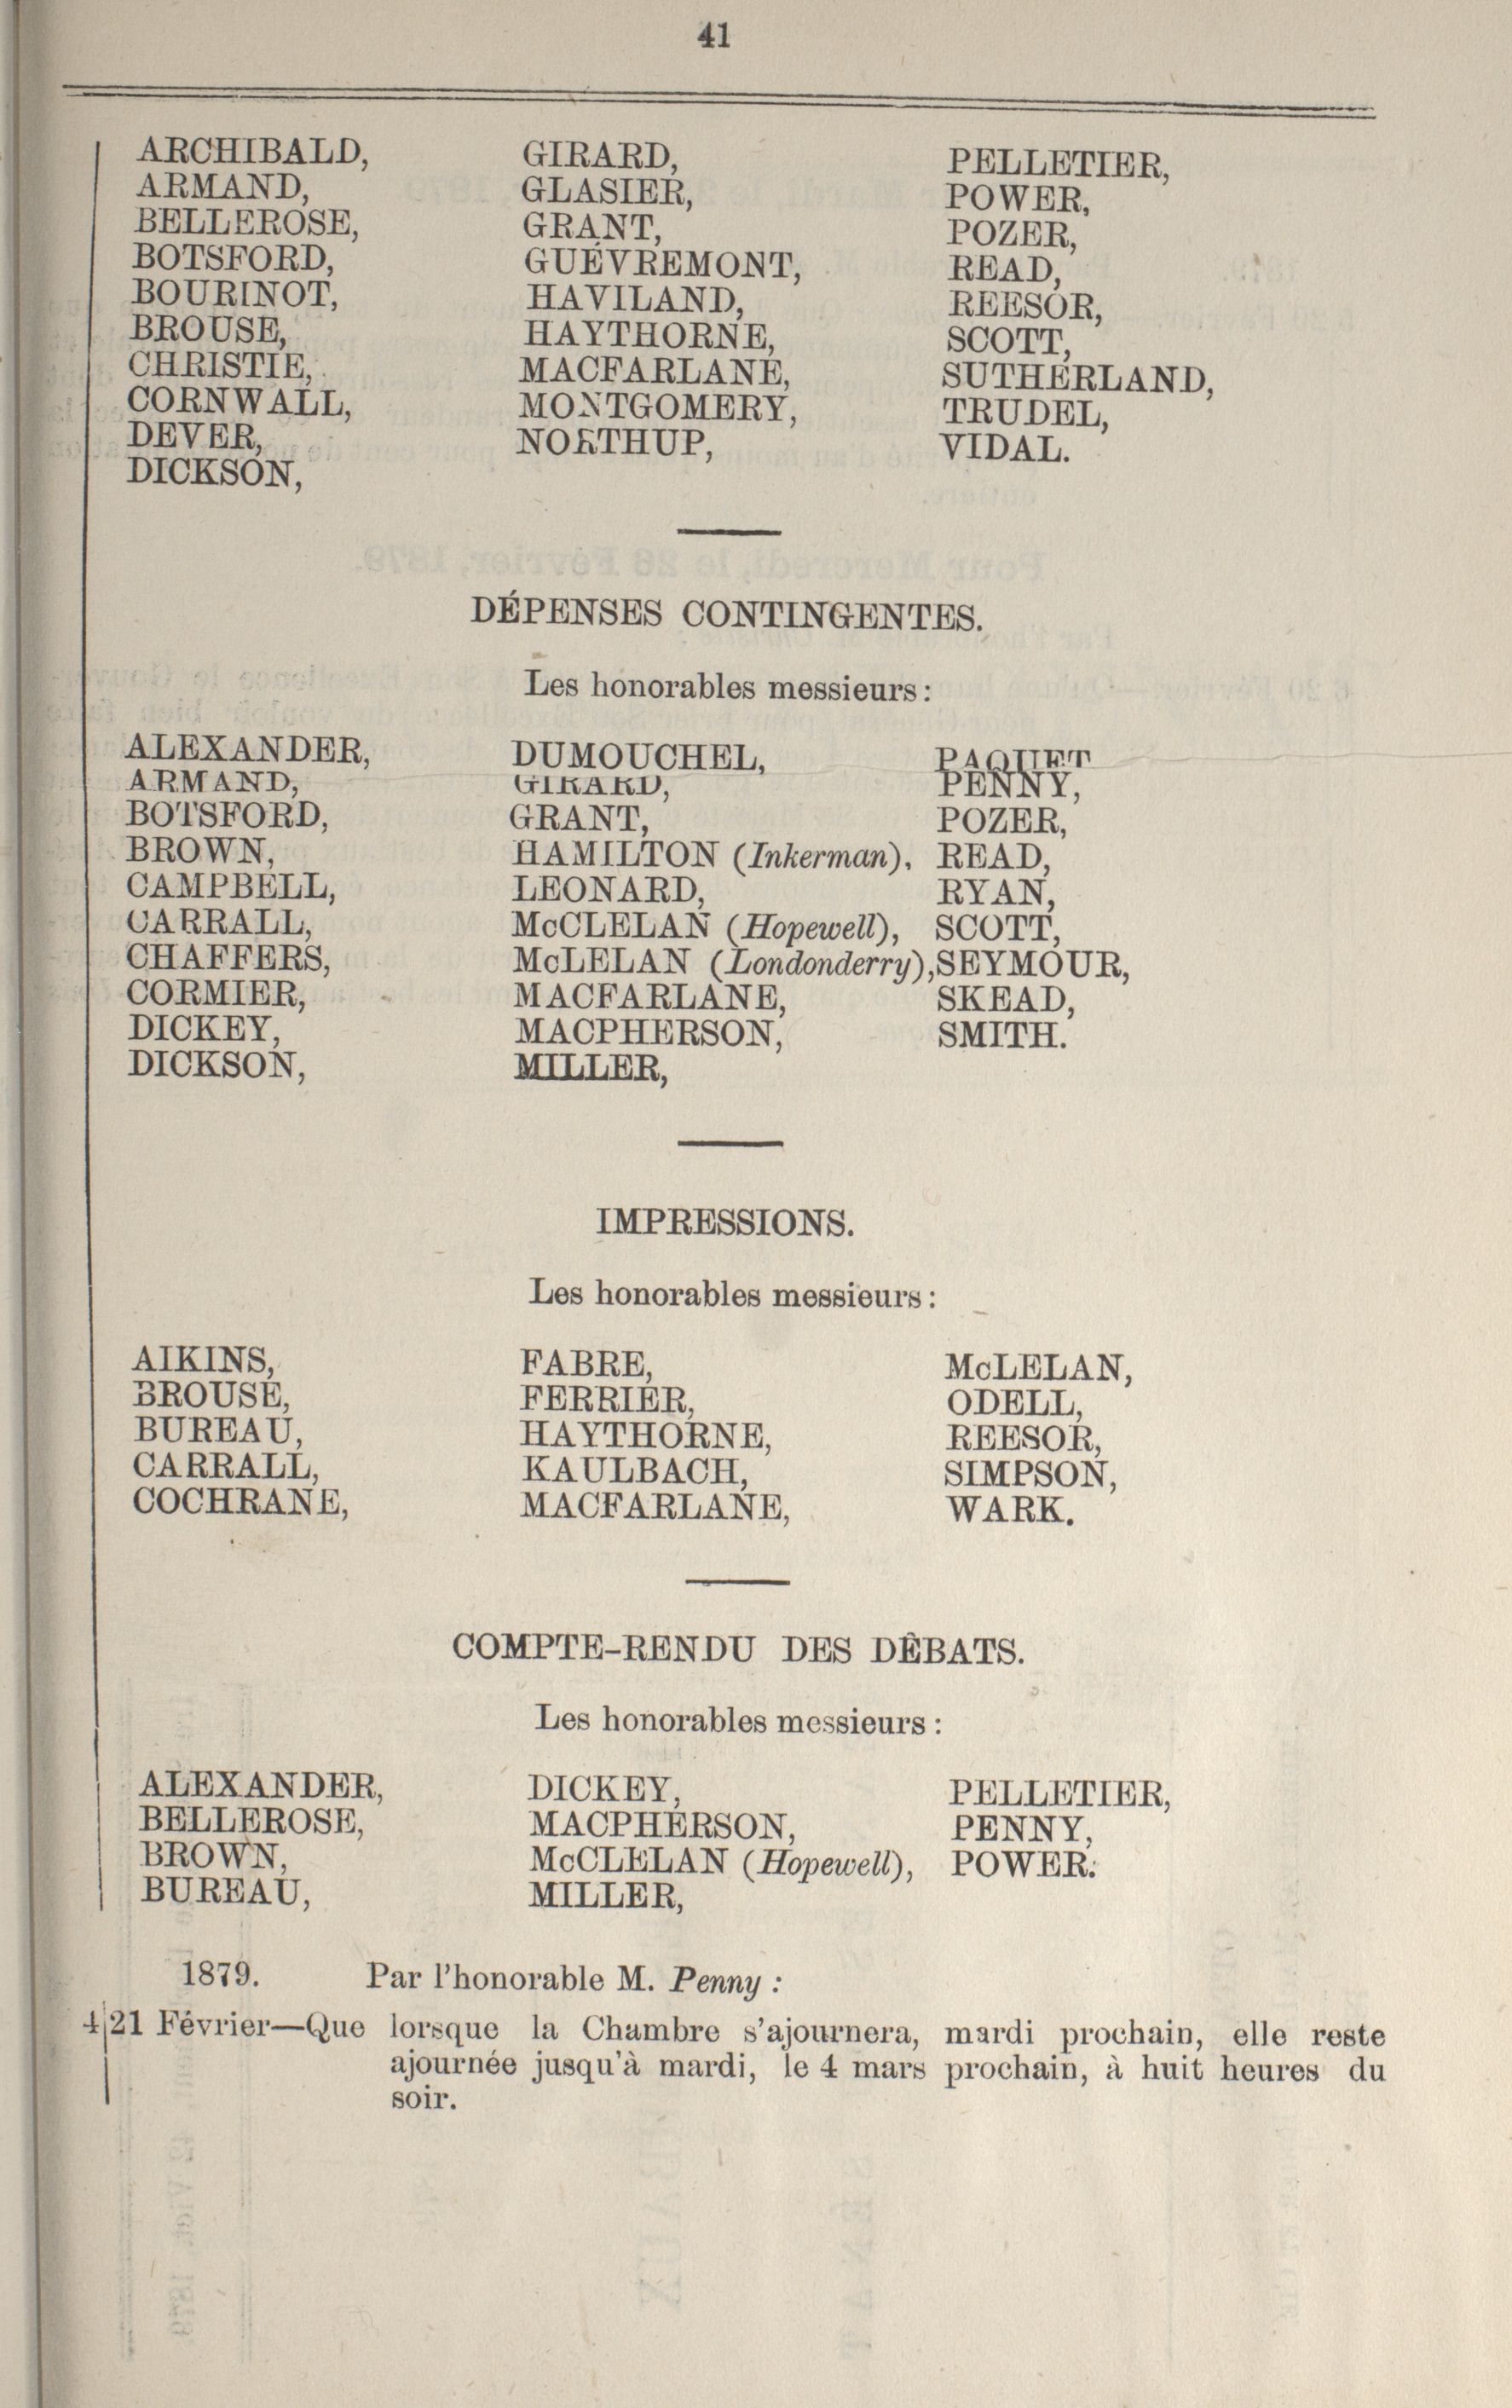 41
ARCHIBALD, GIRARD, PELLETIER,
ARMAND, GLASIER, POWER,
BELLEROSE, GRANT, POZER,
BOTSFORD, GUÉVREMONT, READ,
BOURINOT, HAVILAND, REESOR,
BROUSE, HAYTHORNE, SCOTT,
CHRISTIE, MACFARLANE, SUTHERLAND,
CORNWALL, MONTGOMERY, TRUDEL,
DEVER, NORTHUP, VIDAL.
DICKSON,
DÉPENSES CONTINGENTES.
Les honorables messieurs:
ALEXANDER, DUMOUCHEL, PAQUET
ARMAND, GIRARD, PENNY,
BOTSFORD, GRANT, POZER,
BROWN, HAMILTON (Inkerman), READ,
CAMPBELL, LEONARD, RYAN,
CARRALL, McCLELAN (Hopewell), SCOTT,
CHAFFERS, McLELAN (Londonderry), SEYMOUR,
CORMIER, MACFARLANE, SKEAD,
DICKEY, MACPHERSON, SMITH.
DICKSON, MILLER,
IMPRESSIONS.
Les honorables messieurs:
AIKINS, FABRE, McLELAN,
BROUSE, FERRIER, ODELL,
BUREAU, HAYTHORNE, REESOR,
CARRALL, KAULBACH, SIMPSON,
COCHRANE, MACFARLANE, WARK.
COMPTE-RENDU DES DÉBATS.
Les honorables messieurs:
ALEXANDER, DICKEY, PELLETIER,
BELLEROSE, MACPHERSON, PENNY,
BROWN, McCLELAN (Hopewell), POWER.
BUREAU, MILLER,
1879. Par l'honorable M. Penny:
4|21 Février—Que lorsque la Chambre s'ajournera, mardi prochain, elle reste
ajournée jusqu'à mardi, le 4 mars prochain, à huit heures du
soir.